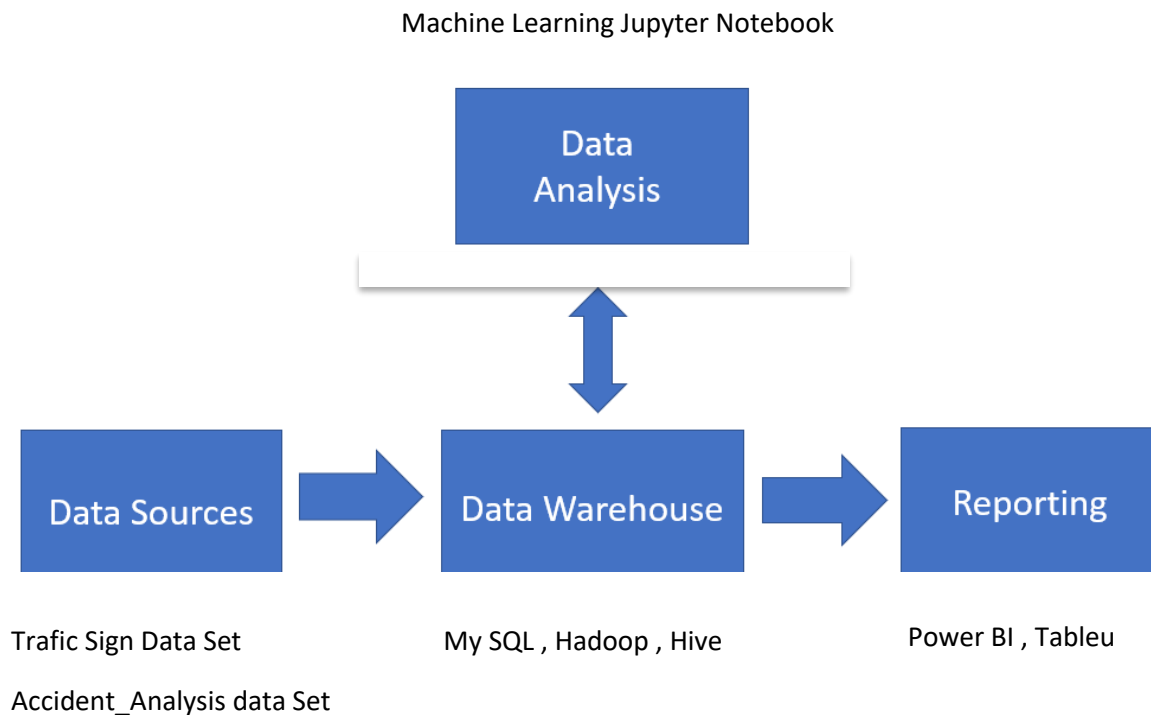 Machine Learning Jupyter Notebook
Data
Analysis
Data Sources
Data Warehouse
Reporting
Trafic Sign Data Set
My SQL , Hadoop , Hive
Power BI , Tableu
Accident_Analysis data Set